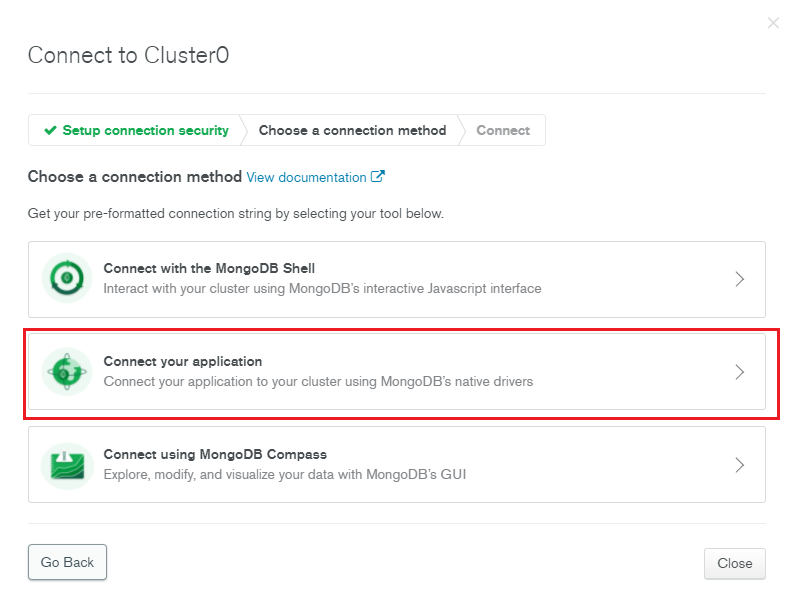 Connect to Cluster0
Setup connection security
Choose a connection method
Connect
Choose a connection method View documentation
Get your pre-formatted connection string by selecting your tool below.
Connect with the MongoDB Shell
Interact with your cluster using MongoDB's interactive Javascript interface
Connect your application
Connect your application to your cluster using MongoDB's native drivers
Connect using MongoDB Compass
Explore, modify, and visualize your data with MongoDB's GUI
Go Back
Close